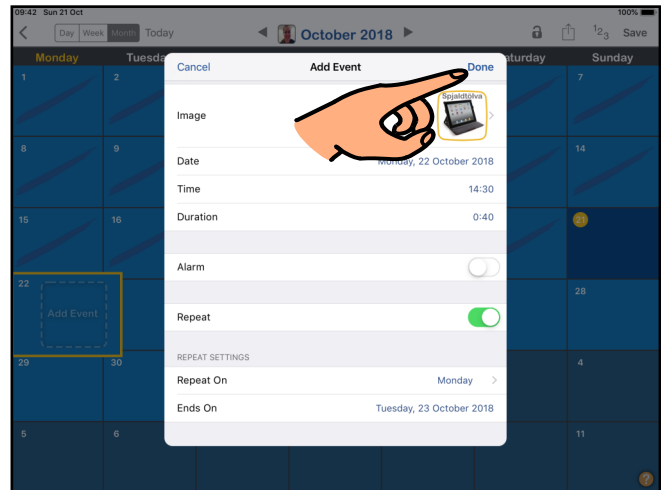 09:42 Sun 21 Oct 100%
Day Week Month Today October 2018 123 Save
Monday Tuesda aturday Sunday
Cancel Add Event Done
1 2 7
Spjaldtölva
Image
8 9 14
Date Monday, 22 October 2018
Time 14:30
Duration 0:40
15 16 21
Alarm
22 28
Add Event
Repeat
REPEAT SETTINGS
29 30 4
Repeat On Monday
Ends On Tuesday, 23 October 2018
5 6 11
?